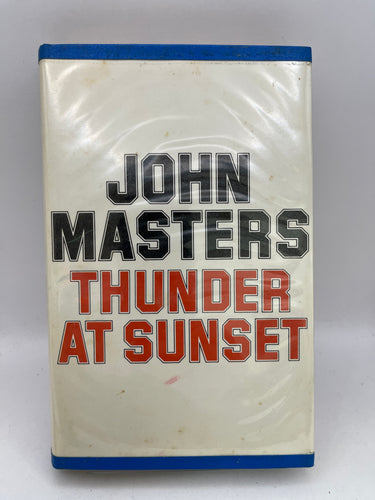 JOHN
MASTERS
THUNDER
AT SUNSET